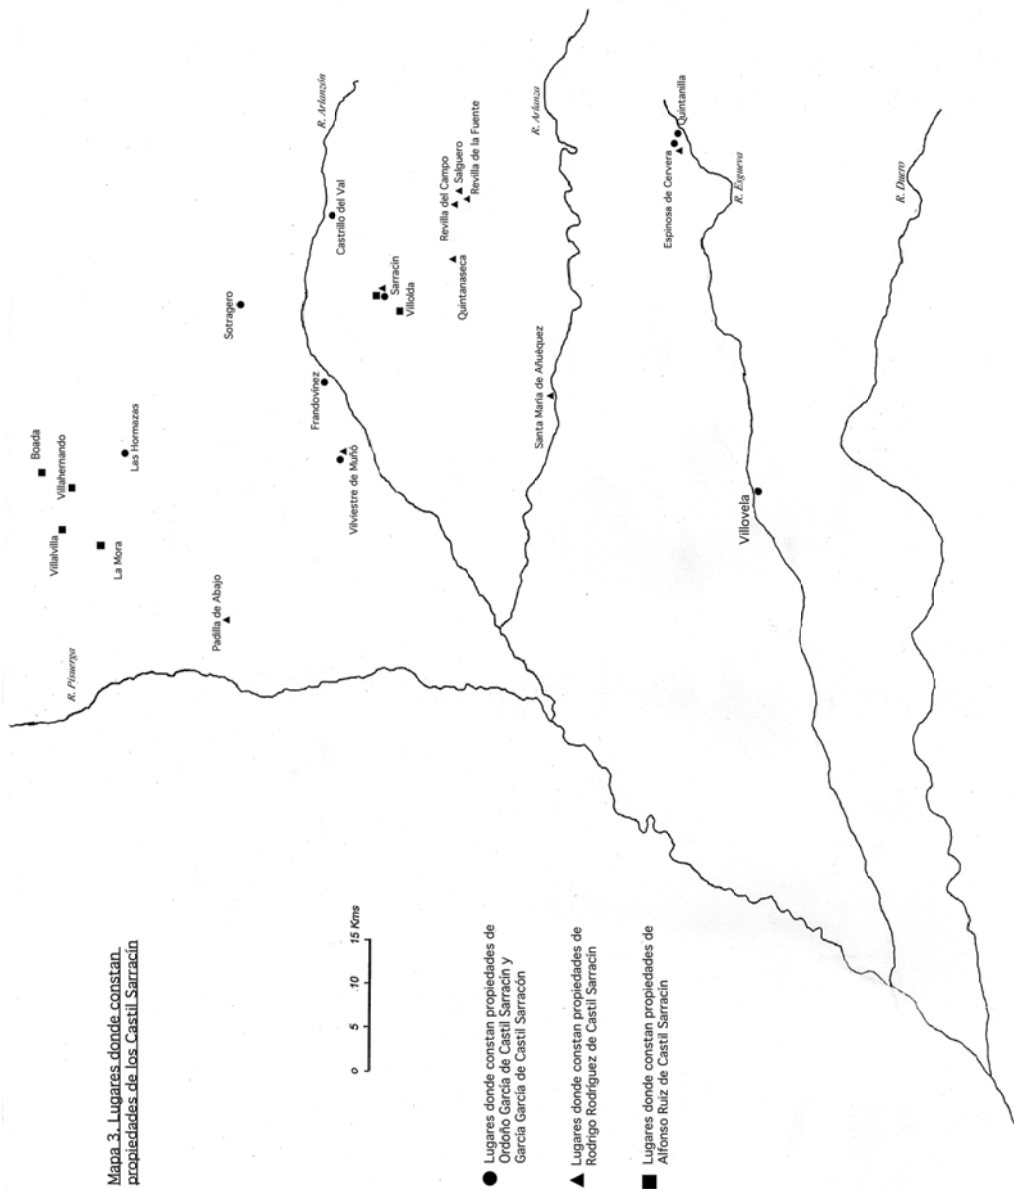 Mapa 3. Lugares donde constan
propiedades de los Castil Sarracín
0 5 10 15 Kms
Lugares donde constan propiedades de
Ordoño García de Castil Sarracín y
García García de Castil Sarracón
Lugares donde constan propiedades de
Rodrigo Rodríguez de Castil Sarracín
Lugares donde constan propiedades de
Alfonso Ruiz de Castil Sarracín
R. Pisuerga
Padilla de Abajo
La Mora
Villalvilla
Villahernando
Boada
Las Hormazas
Sotragero
Vilviestre de Muñó
Frandovínez
Castrillo del Val
R. Arlanzón
Sarracín
Villolda
Quintanaseca
Revilla del Campo
Salguero
Revilla de la Fuente
Santa María de Añuéquez
R. Arlanza
Villovela
Espinosa de Cervera
Quintanilla
R. Esgueva
R. Duero